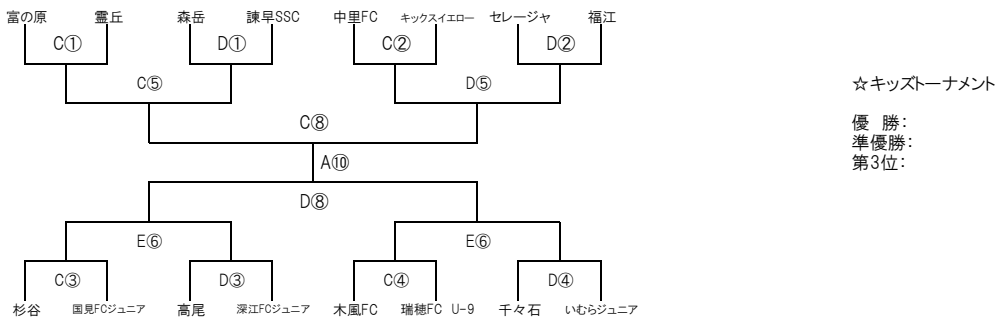 富の原 霊丘 森岳 諫早SSC 中里FC キックスイエロー セレージャ 福江
C① D① C② D②
C⑤ D⑤
☆キッズトーナメント
C⑧
優 勝：
準優勝：
A⑩
第3位：
D⑧
E⑥ E⑥
C③ D③ C④ D④
杉谷 国見FCジュニア 高尾 深江FCジュニア 木風FC 瑞穂FC U-9 千々石 いむらジュニア